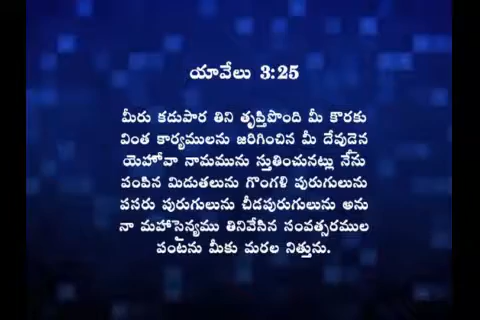 యావేలు 3:25
మీరు కడుపార తిని తృప్తిపొంది మీ కొరకు
వింత కార్యములను జరిగించిన మీ దేవుడైన
యెహోవా నామమును స్తుతించునట్లు నేను
పంపిన మిడుతలును గొంగళి పురుగులును
పసరు పురుగులును చీడపురుగులును అను
నా మహాసైన్యము తినివేసిన సంవత్సరముల
పంటను మీకు మరల నిత్తును.